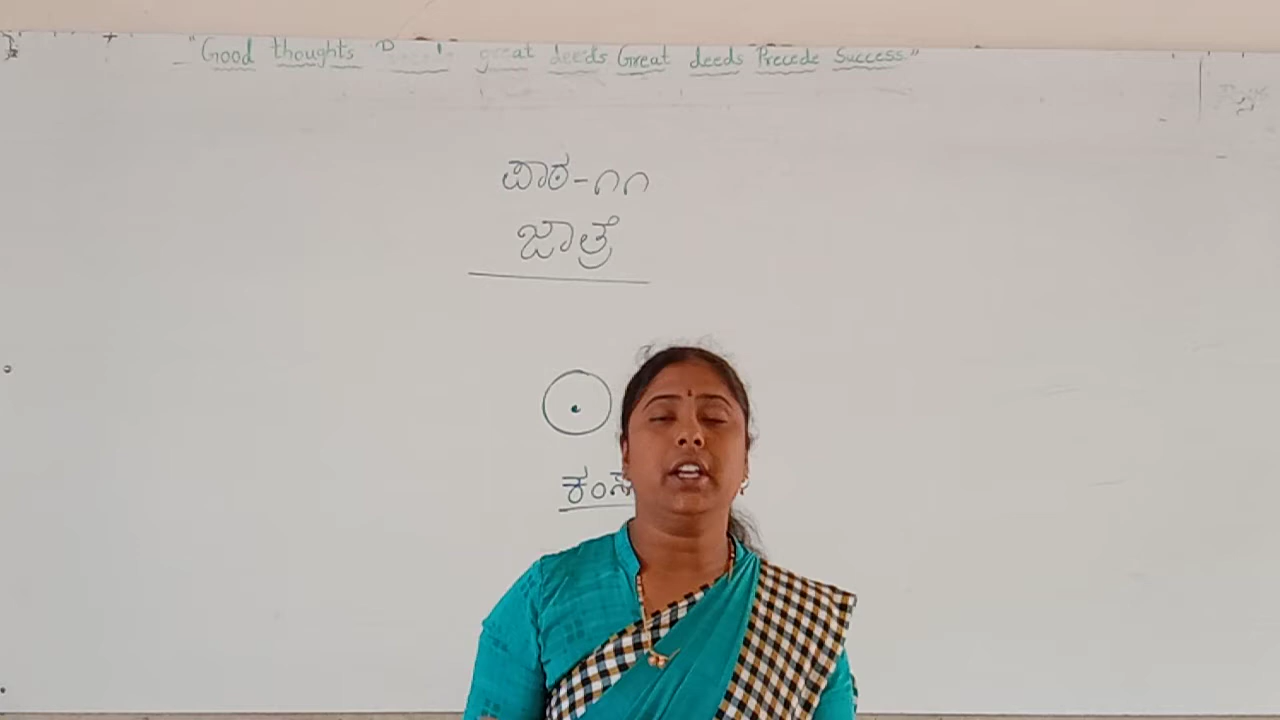 "Good thoughts great deeds Great deeds Precede Success"
ಪಾಠ-೧೧
ಜಾತ್ರೆ